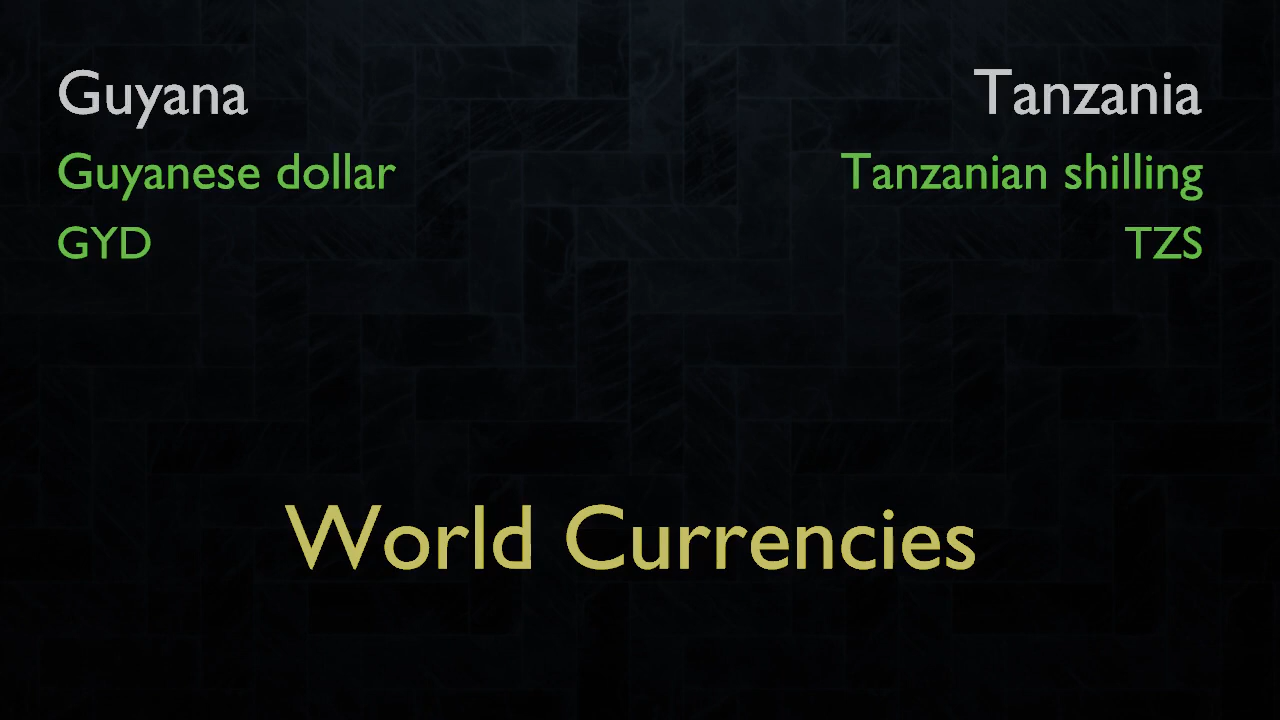 Guyana
Guyanese dollar
GYD
Tanzania
Tanzanian shilling
TZS
World Currencies